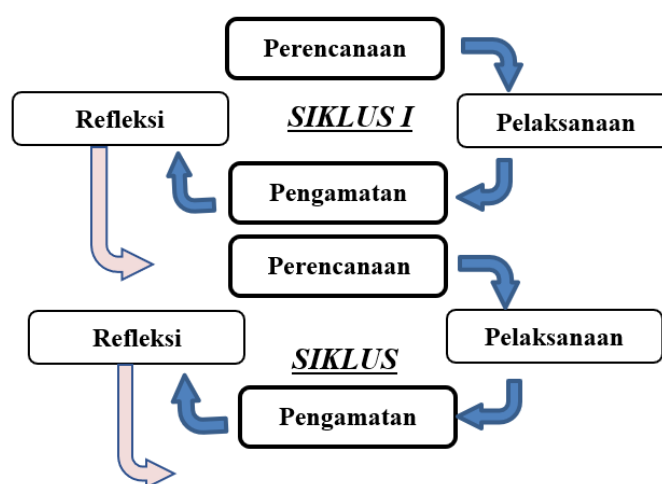 Perencanaan
Refleksi
SIKLUS I
Pelaksanaan
Pengamatan
Perencanaan
Refleksi
Pelaksanaan
SIKLUS
Pengamatan